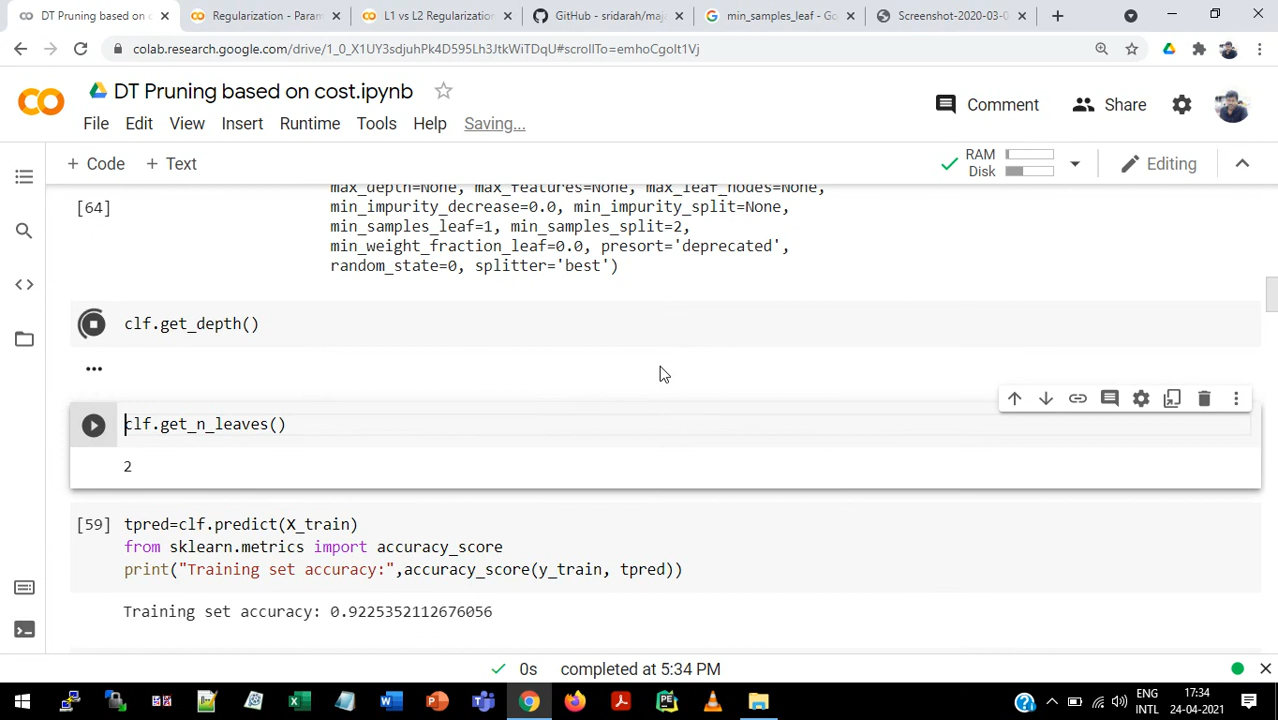 DT Pruning based on c
Regularization - Param
L1 vs L2 Regularization
GitHub - sridarah/maj
min_samples_leaf - Go
Screenshot-2020-03-0
colab.research.google.com/drive/1_0_X1UY3sdjuhPk4D595Lh3JtkWiTDqU#scrollTo=emhoCgolt1Vj
DT Pruning based on cost.ipynb
Comment
Share
File Edit View Insert Runtime Tools Help Saving...
+ Code + Text
RAM
Disk
Editing
max_depth=None, max_features=None, max_leaf_nodes=None,
[64]
min_impurity_decrease=0.0, min_impurity_split=None,
min_samples_leaf=1, min_samples_split=2,
min_weight_fraction_leaf=0.0, presort='deprecated',
random_state=0, splitter='best')
clf.get_depth()
...
clf.get_n_leaves()
2
[59] tpred=clf.predict(X_train)
from sklearn.metrics import accuracy_score
print("Training set accuracy:",accuracy_score(y_train, tpred))
Training set accuracy: 0.9225352112676056
0s completed at 5:34 PM
ENG
INTL
17:34
24-04-2021